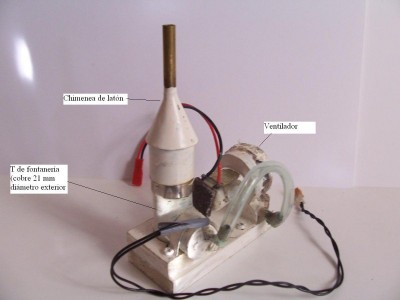 Chimenea de latón
Ventilador
T de fontanería
(cobre 21 mm
diámetro exterior